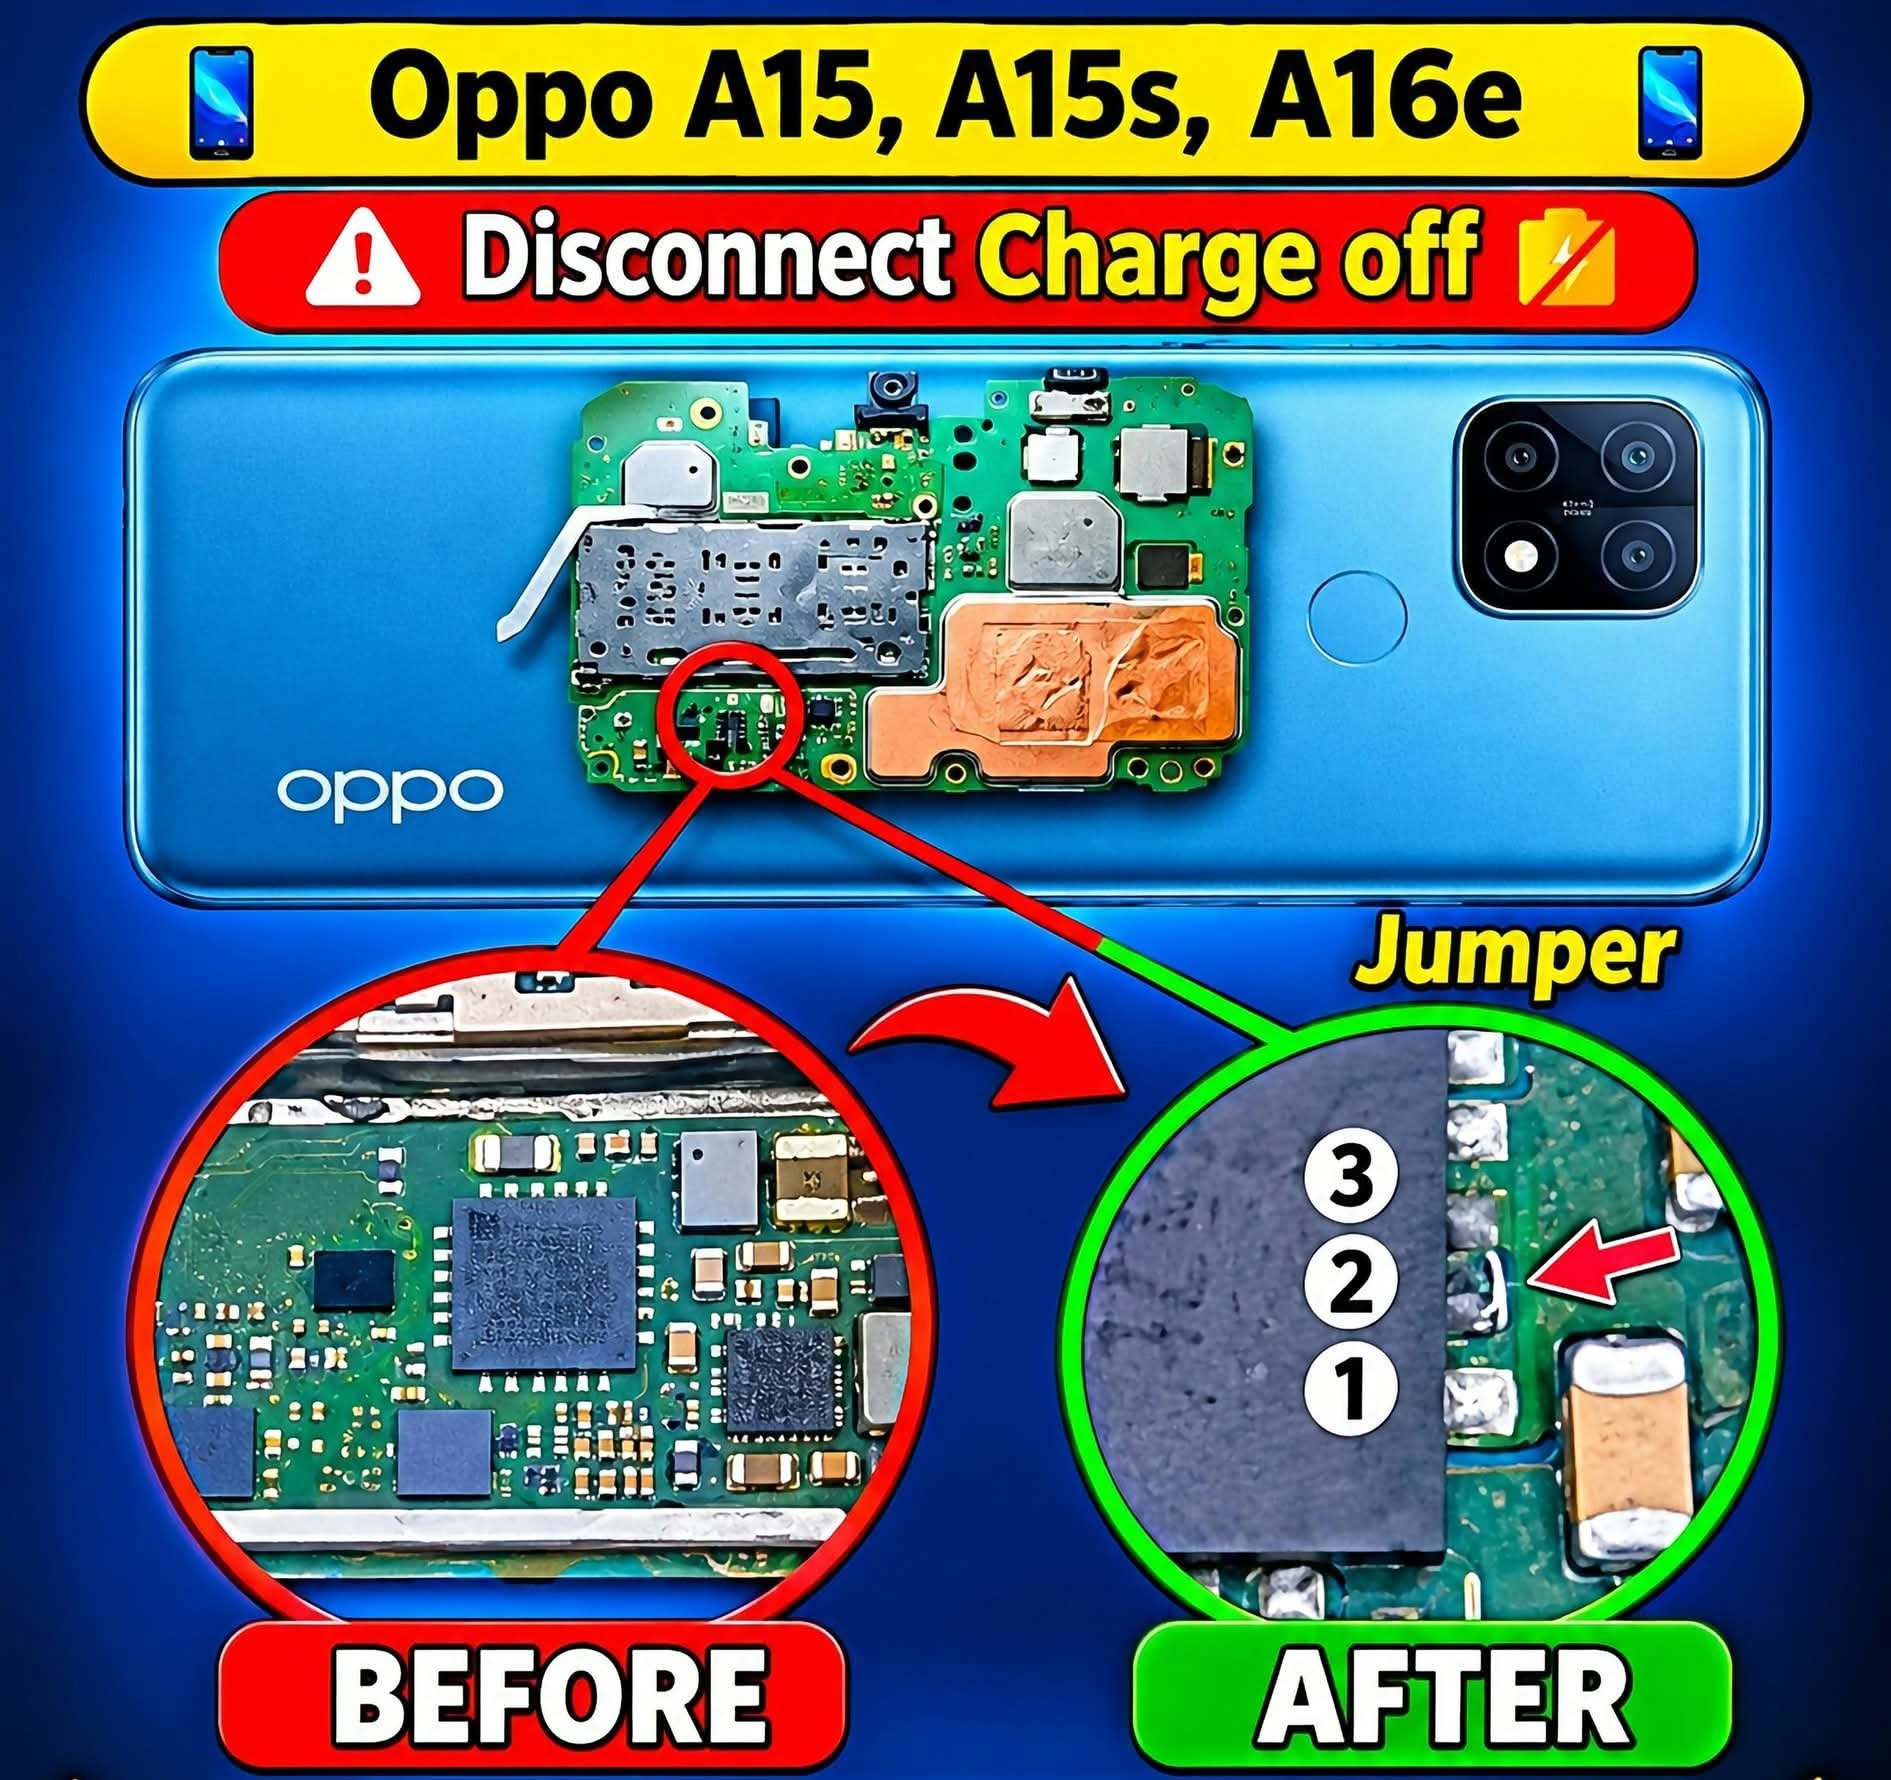 Oppo A15, A15s, A16e
Disconnect Charge off
oppo
Jumper
3
2
1
BEFORE
AFTER